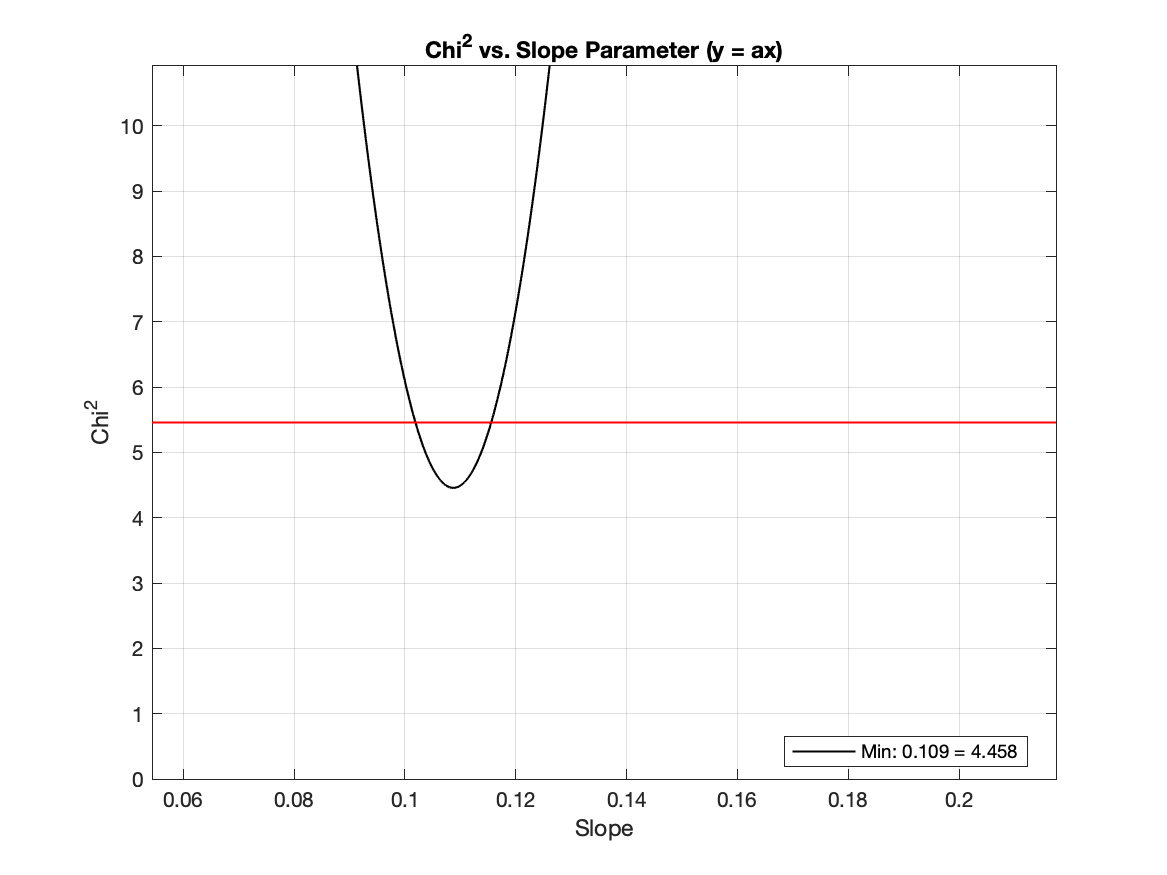 Chi² vs. Slope Parameter (y = ax)
10
9
8
7
6
5
4
3
2
1
0
Chi²
Min: 0.109 = 4.458
0.06 0.08 0.1 0.12 0.14 0.16 0.18 0.2
Slope